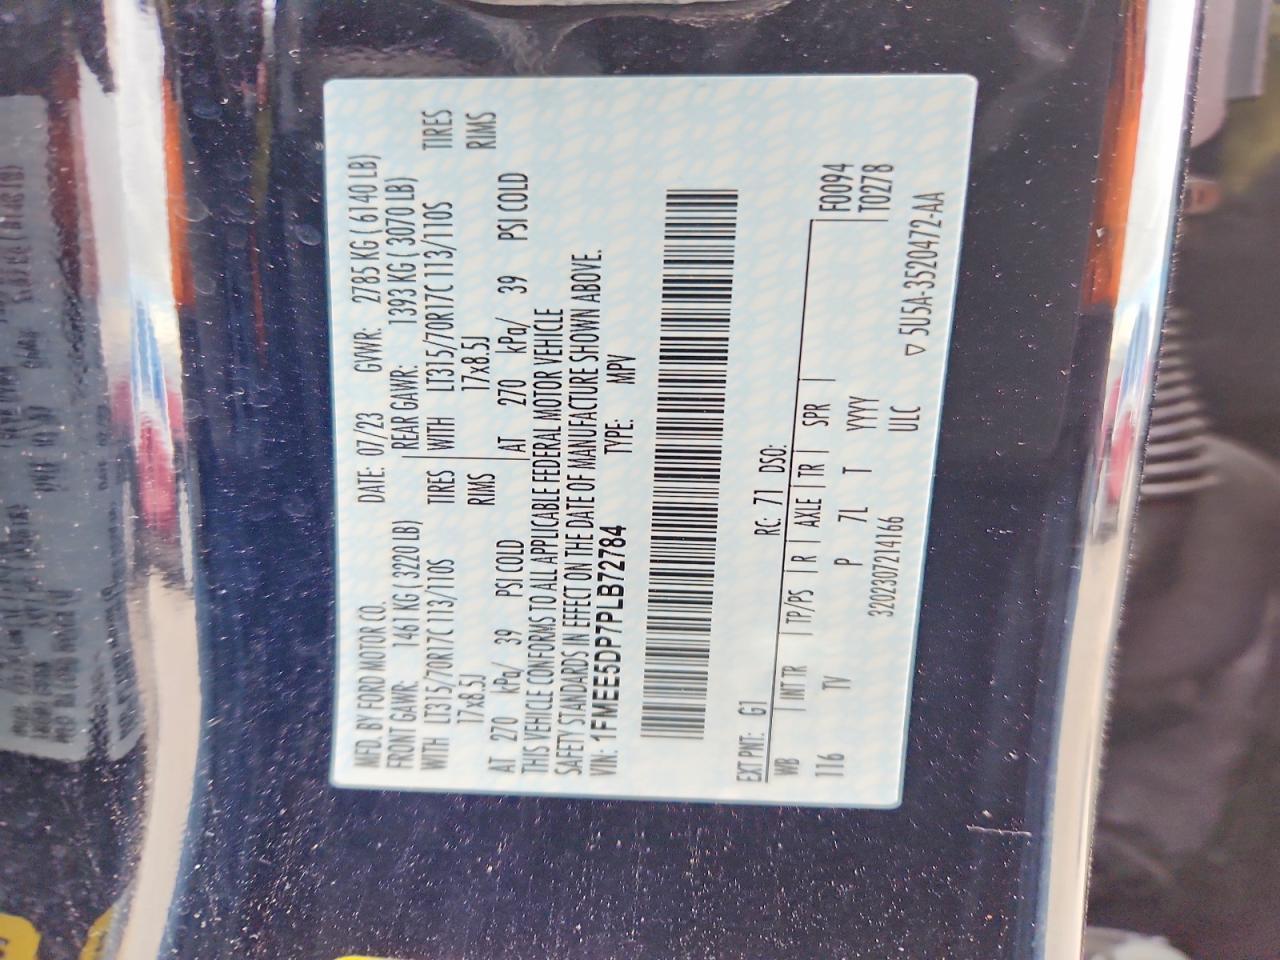 MFD. BY FORD MOTOR CO. DATE: 07/23 GVWR: 2785 KG ( 6140 LB)
FRONT GAWR: 1461 KG ( 3220 LB) REAR GAWR: 1393 KG ( 3070 LB)
WITH LT315/70R17C 113/110S TIRES WITH LT315/70R17C 113/110S TIRES
17x8.5J RIMS 17x8.5J RIMS
AT 270 kPa/ 39 PSI COLD AT 270 kPa/ 39 PSI COLD
THIS VEHICLE CONFORMS TO ALL APPLICABLE FEDERAL MOTOR VEHICLE
SAFETY STANDARDS IN EFFECT ON THE DATE OF MANUFACTURE SHOWN ABOVE.
VIN: 1FMEE5DP7PLB72784 TYPE: MPV
EXT PNT: G1 RC: 71 DSO:
WB INT TR TP/PS R AXLE TR SPR F0094
116 TV P 7L T YYY T0278
3202307214166 ULC
▽ 5U5A-3520472-AA